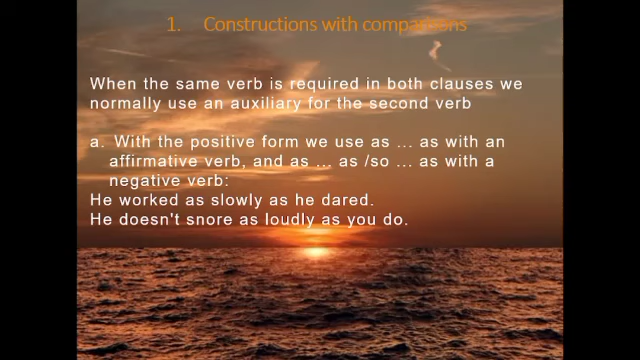 1. Constructions with comparisons
When the same verb is required in both clauses we
normally use an auxiliary for the second verb
a. With the positive form we use as ... as with an
affirmative verb, and as ... as /so ... as with a
negative verb:
He worked as slowly as he dared.
He doesn't snore as loudly as you do.